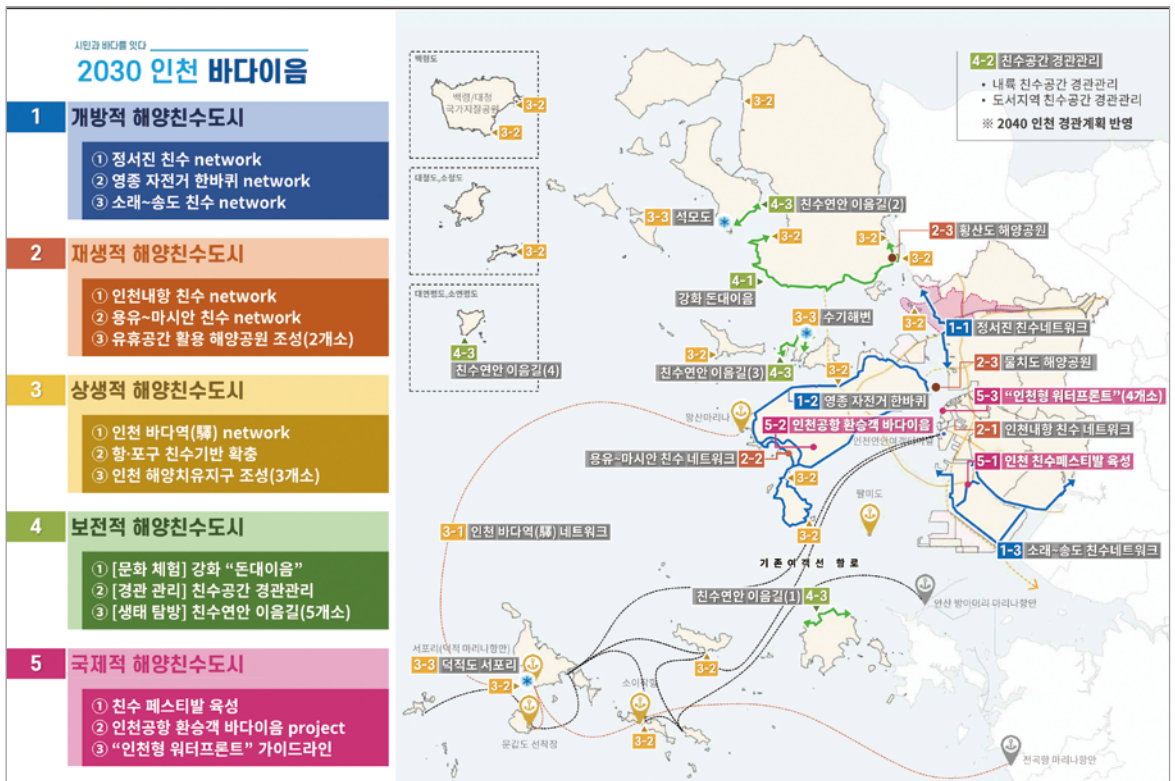 시민과 바다를 잇다
2030 인천 바다이음
1 개방적 해양친수도시
① 정서진 친수 network
② 영종 자전거 한바퀴 network
③ 소래~송도 친수 network
2 재생적 해양친수도시
① 인천내항 친수 network
② 용유~마시안 친수 network
③ 유휴공간 활용 해양공원 조성(2개소)
3 상생적 해양친수도시
① 인천 바다역(驛) network
② 항·포구 친수기반 확충
③ 인천 해양치유지구 조성(3개소)
4 보전적 해양친수도시
① [문화 체험] 강화 “돈대이음”
② [경관 관리] 친수공간 경관관리
③ [생태 탐방] 친수연안 이음길(5개소)
5 국제적 해양친수도시
① 친수 페스티벌 육성
② 인천공항 환승객 바다이음 project
③ “인천형 워터프론트” 가이드라인
백령도
백령/대청
국가지질공원
3-2
3-2
대청도,소청도
3-2
대연평도,소연평도
4-3
친수연안 이음길(4)
4-2 친수공간 경관관리
• 내륙 친수공간 경관관리
• 도서지역 친수공간 경관관리
※ 2040 인천 경관계획 반영
3-2
4-3 친수연안 이음길(2)
3-3 석모도
3-2
3-2
2-3 황산도 해양공원
3-2
4-1
강화 돈대이음
3-3 수기해변
3-2
1-1 정서진 친수네트워크
3-2
친수연안 이음길(3) 4-3
3-2
2-3 물치도 해양공원
1-2 영종 자전거 한바퀴
5-3 “인천형 워터프론트”(4개소)
왕산마리나
5-2 인천공항 환승객 바다이음
2-1 인천내항 친수 네트워크
인천연안여객터미널
용유~마시안 친수 네트워크 2-2
5-1 인천 친수페스티발 육성
3-2
팔미도
3-1 인천 바다역(驛) 네트워크
3-2
1-3 소래~송도 친수네트워크
기존여객선 항로
친수연안 이음길(1) 4-3
안산 방아머리 마리나항만
서포리(덕적 마리나항만)
3-3 덕적도 서포리
3-2
3-2
소이작항
문갑도 선착장
3-2
전곡항 마리나항만